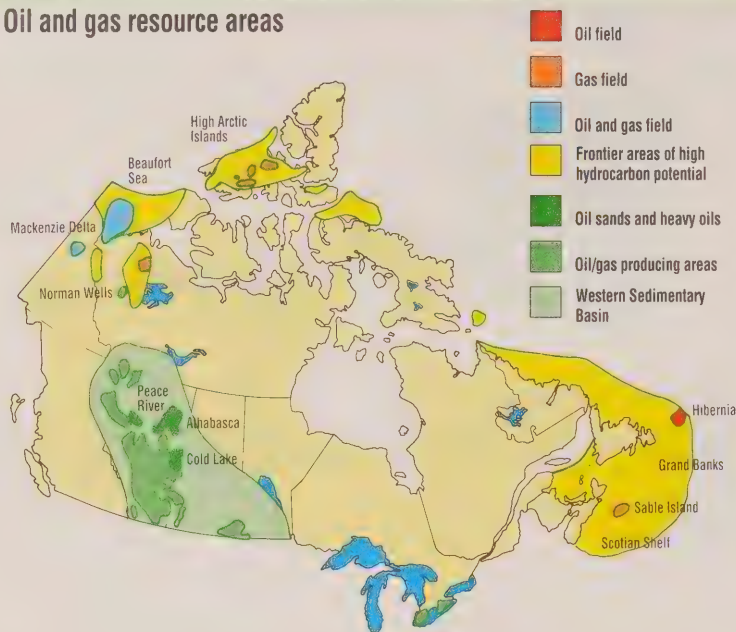 Oil and gas resource areas
Oil field
Gas field
Oil and gas field
Frontier areas of high
hydrocarbon potential
Oil sands and heavy oils
Oil/gas producing areas
Western Sedimentary
Basin
High Arctic
Islands
Beaufort
Sea
Mackenzie Delta
Norman Wells
Peace
River
Athabasca
Cold Lake
Hibernia
Grand Banks
Sable Island
Scotian Shelf